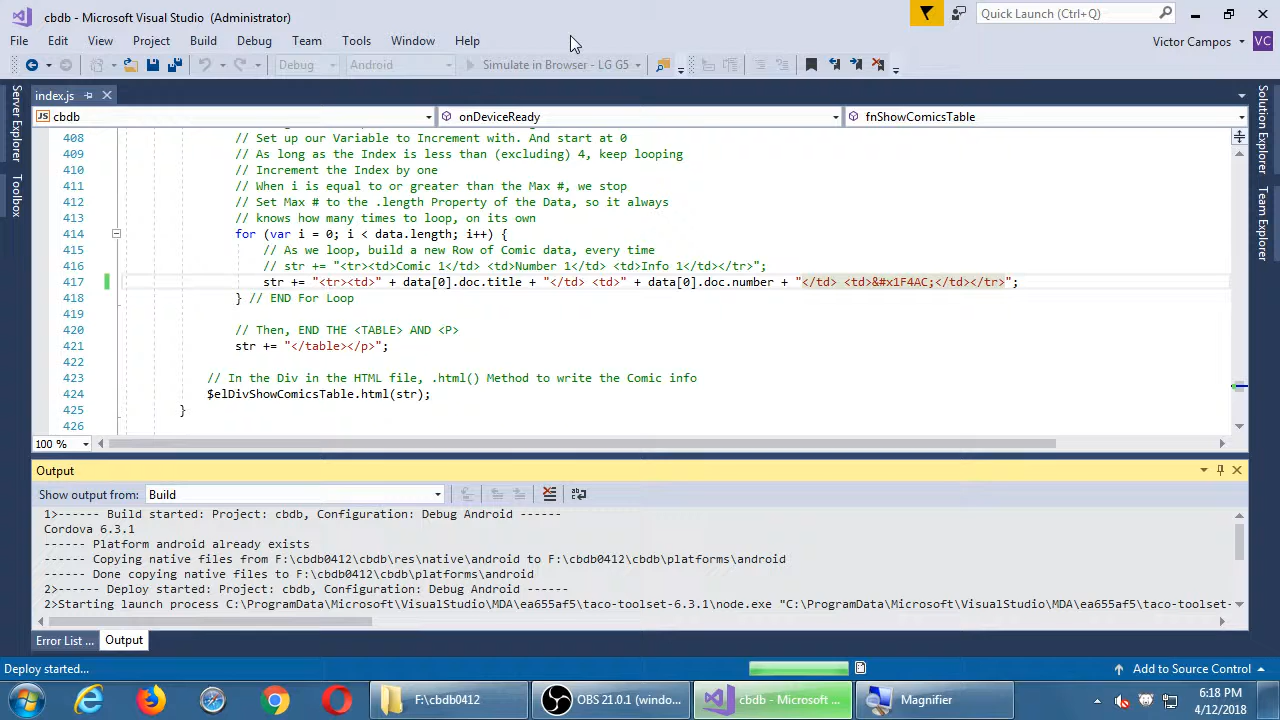 cbdb - Microsoft Visual Studio (Administrator)
Quick Launch (Ctrl+Q)
File Edit View Project Build Debug Team Tools Window Help
Victor Campos VC
Debug Android Simulate in Browser - LG G5
index.js
cbdb onDeviceReady fnShowComicsTable
Server Explorer
Toolbox
Solution Explorer
Team Explorer
408 // Set up our Variable to Increment with. And start at 0
409 // As long as the Index is less than (excluding) 4, keep looping
410 // Increment the Index by one
411 // When i is equal to or greater than the Max #, we stop
412 // Set Max # to the .length Property of the Data, so it always
413 // knows how many times to loop, on its own
414 for (var i = 0; i < data.length; i++) {
415 // As we loop, build a new Row of Comic data, every time
416 // str += "<tr><td>Comic 1</td> <td>Number 1</td> <td>Info 1</td></tr>";
417 str += "<tr><td>" + data[0].doc.title + "</td> <td>" + data[0].doc.number + "</td> <td>&#x1F4AC;</td></tr>";
418 } // END For Loop
419
420 // Then, END THE <TABLE> AND <P>
421 str += "</table></p>";
422
423 // In the Div in the HTML file, .html() Method to write the Comic info
424 $elDivShowComicsTable.html(str);
425 }
426
100 %
Output
Show output from: Build
1>------ Build started: Project: cbdb, Configuration: Debug Android ------
Cordova 6.3.1
------ Platform android already exists
------ Copying native files from F:\cbdb0412\cbdb\res\native\android to F:\cbdb0412\cbdb\platforms\android
------ Done copying native files to F:\cbdb0412\cbdb\platforms\android
2>------ Deploy started: Project: cbdb, Configuration: Debug Android ------
2>Starting launch process C:\ProgramData\Microsoft\VisualStudio\MDA\ea655af5\taco-toolset-6.3.1\node.exe "C:\ProgramData\Microsoft\VisualStudio\MDA\ea655af5\taco-toolset-
Error List ... Output
Deploy started... Add to Source Control
F:\cbdb0412 OBS 21.0.1 (windo... cbdb - Microsoft ... Magnifier
6:18 PM
4/12/2018